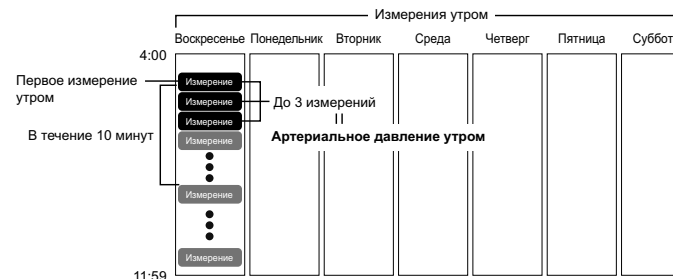 Измерения утром
Воскресенье Понедельник Вторник Среда Четверг Пятница Суббот
4:00
Первое измерение
утром
Измерение
Измерение
До 3 измерений
Измерение
В течение 10 минут
Измерение
Артериальное давление утром
Измерение
Измерение
11:59